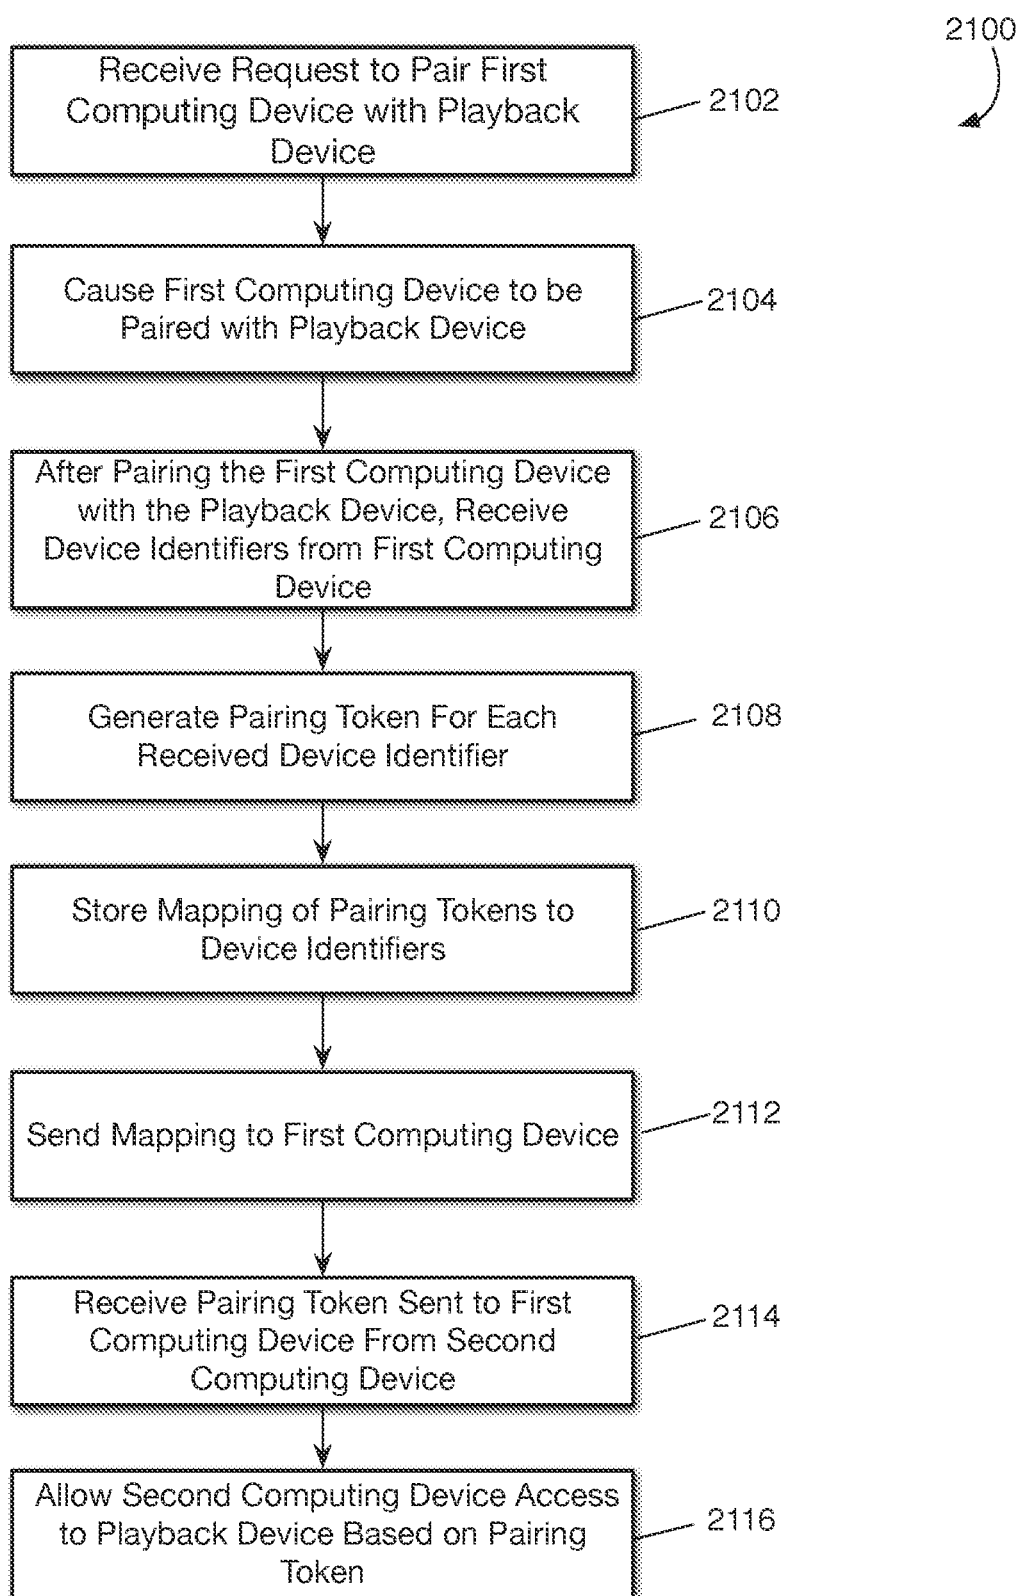 2100
Receive Request to Pair First
Computing Device with Playback
Device
2102
Cause First Computing Device to be
Paired with Playback Device
2104
After Pairing the First Computing Device
with the Playback Device, Receive
Device Identifiers from First Computing
Device
2106
Generate Pairing Token For Each
Received Device Identifier
2108
Store Mapping of Pairing Tokens to
Device Identifiers
2110
Send Mapping to First Computing Device
2112
Receive Pairing Token Sent to First
Computing Device From Second
Computing Device
2114
Allow Second Computing Device Access
to Playback Device Based on Pairing
Token
2116